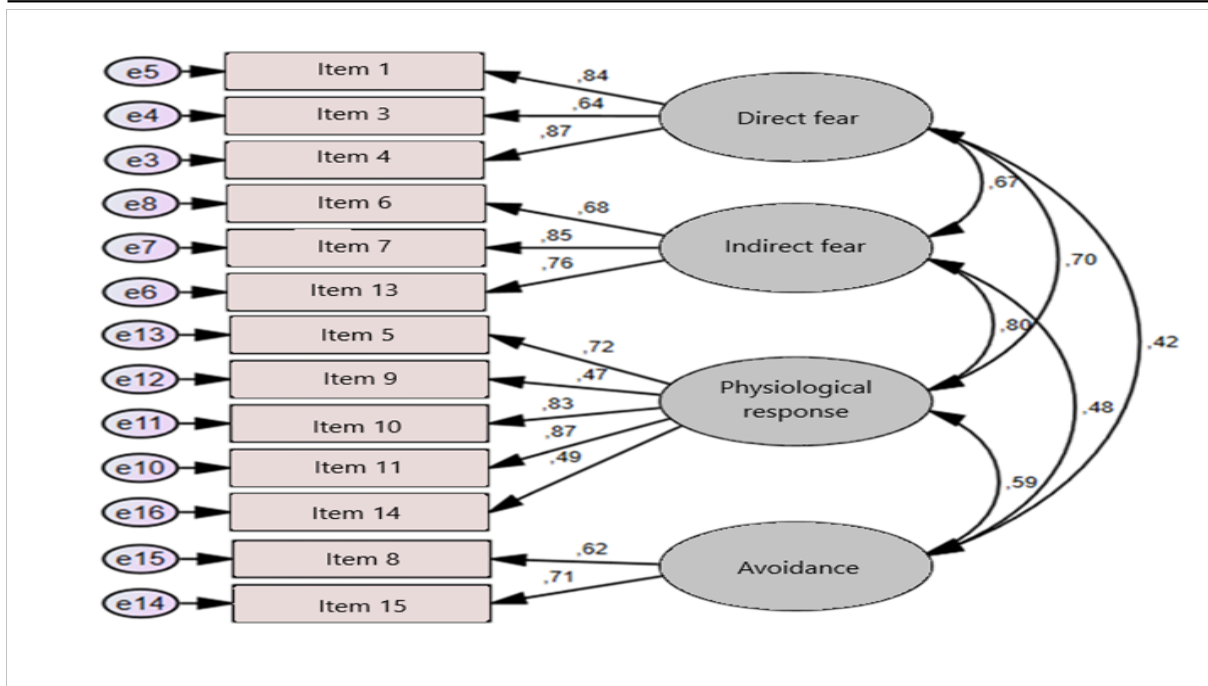 e5
Item 1
,84
Direct fear
e4
Item 3
,64
e3
Item 4
,87
,67
e8
Item 6
,68
e7
Item 7
,85
Indirect fear
,70
e6
Item 13
,76
e13
Item 5
,72
,80
,42
e12
Item 9
,47
Physiological
response
,48
e11
Item 10
,83
e10
Item 11
,87
e16
Item 14
,49
,59
e15
Item 8
,62
Avoidance
e14
Item 15
,71